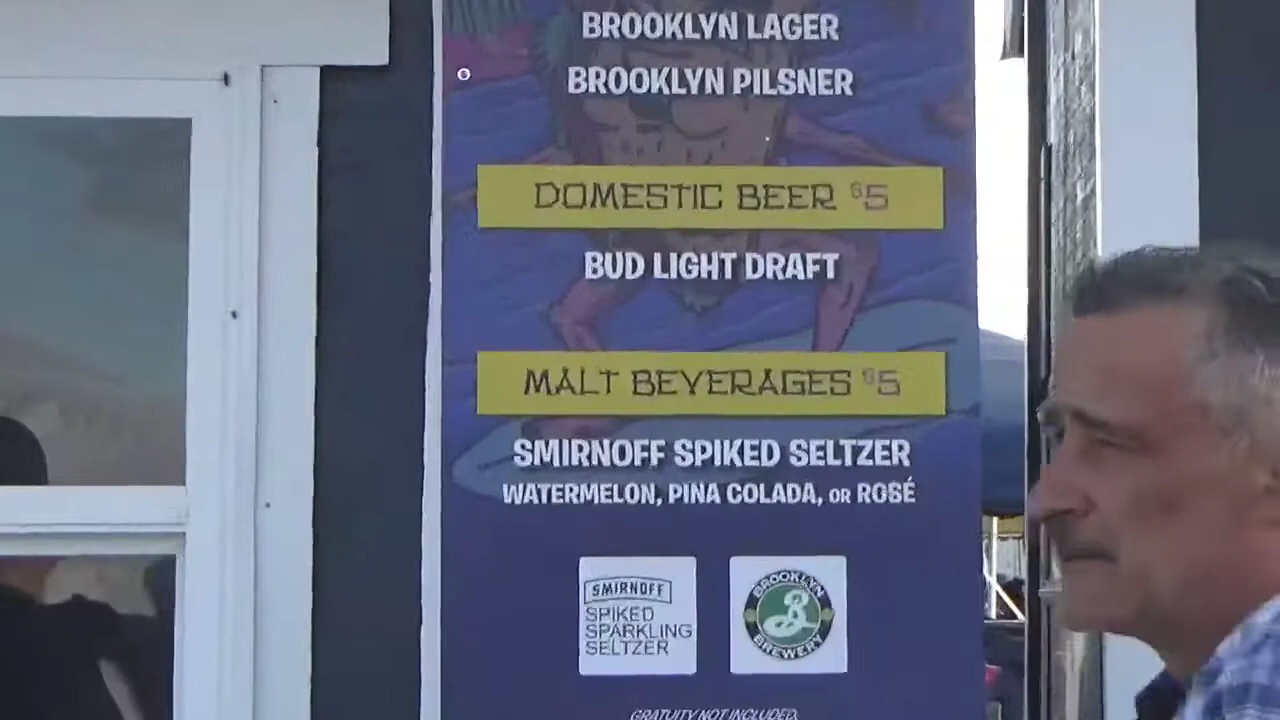 BROOKLYN LAGER
BROOKLYN PILSNER
DOMESTIC BEER $5
BUD LIGHT DRAFT
MALT BEVERAGES $5
SMIRNOFF SPIKED SELTZER
WATERMELON, PINA COLADA, OR ROSÉ
SMIRNOFF
SPIKED
SPARKLING
SELTZER
BROOKLYN
B
BREWERY
GRATUITY NOT INCLUDED.